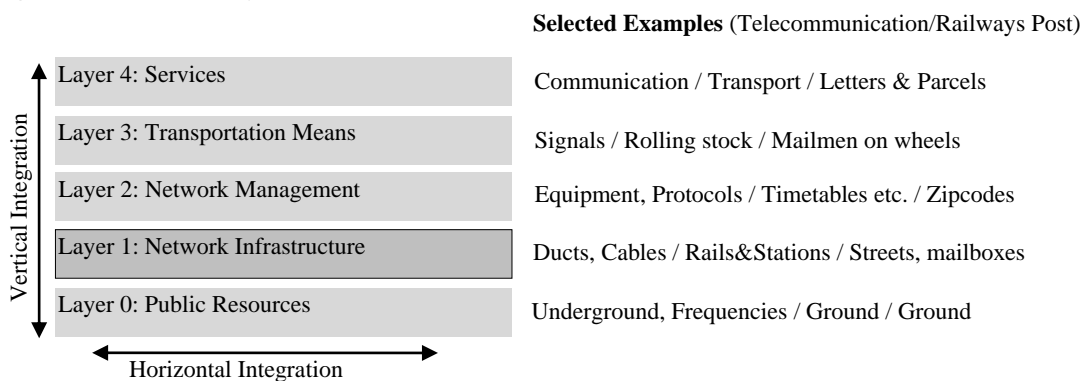 Selected Examples (Telecommunication/Railways Post)
Layer 4: Services
Communication / Transport / Letters & Parcels
Layer 3: Transportation Means
Signals / Rolling stock / Mailmen on wheels
Layer 2: Network Management
Equipment, Protocols / Timetables etc. / Zipcodes
Layer 1: Network Infrastructure
Ducts, Cables / Rails&Stations / Streets, mailboxes
Layer 0: Public Resources
Underground, Frequencies / Ground / Ground
Vertical Integration
Horizontal Integration